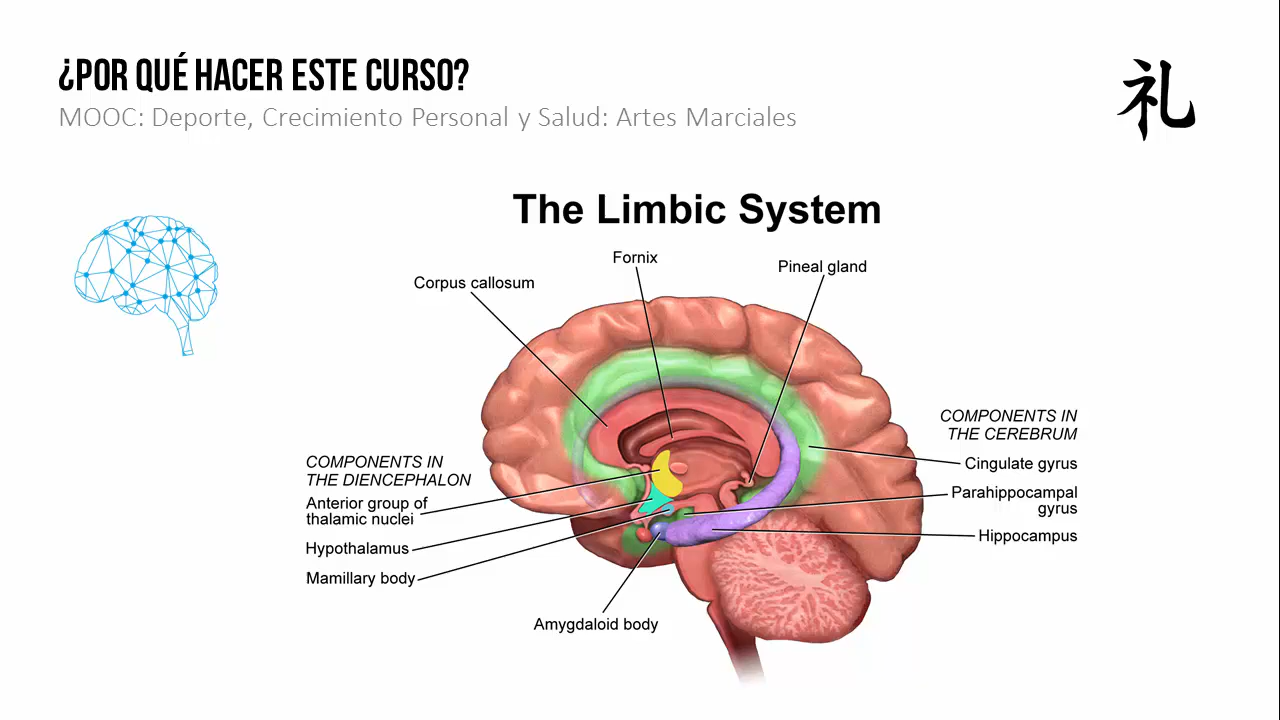 ¿POR QUÉ HACER ESTE CURSO?
MOOC: Deporte, Crecimiento Personal y Salud: Artes Marciales
礼
The Limbic System
Fornix
Pineal gland
Corpus callosum
COMPONENTS IN
THE CEREBRUM
Cingulate gyrus
Parahippocampal
gyrus
Hippocampus
COMPONENTS IN
THE DIENCEPHALON
Anterior group of
thalamic nuclei
Hypothalamus
Mamillary body
Amygdaloid body